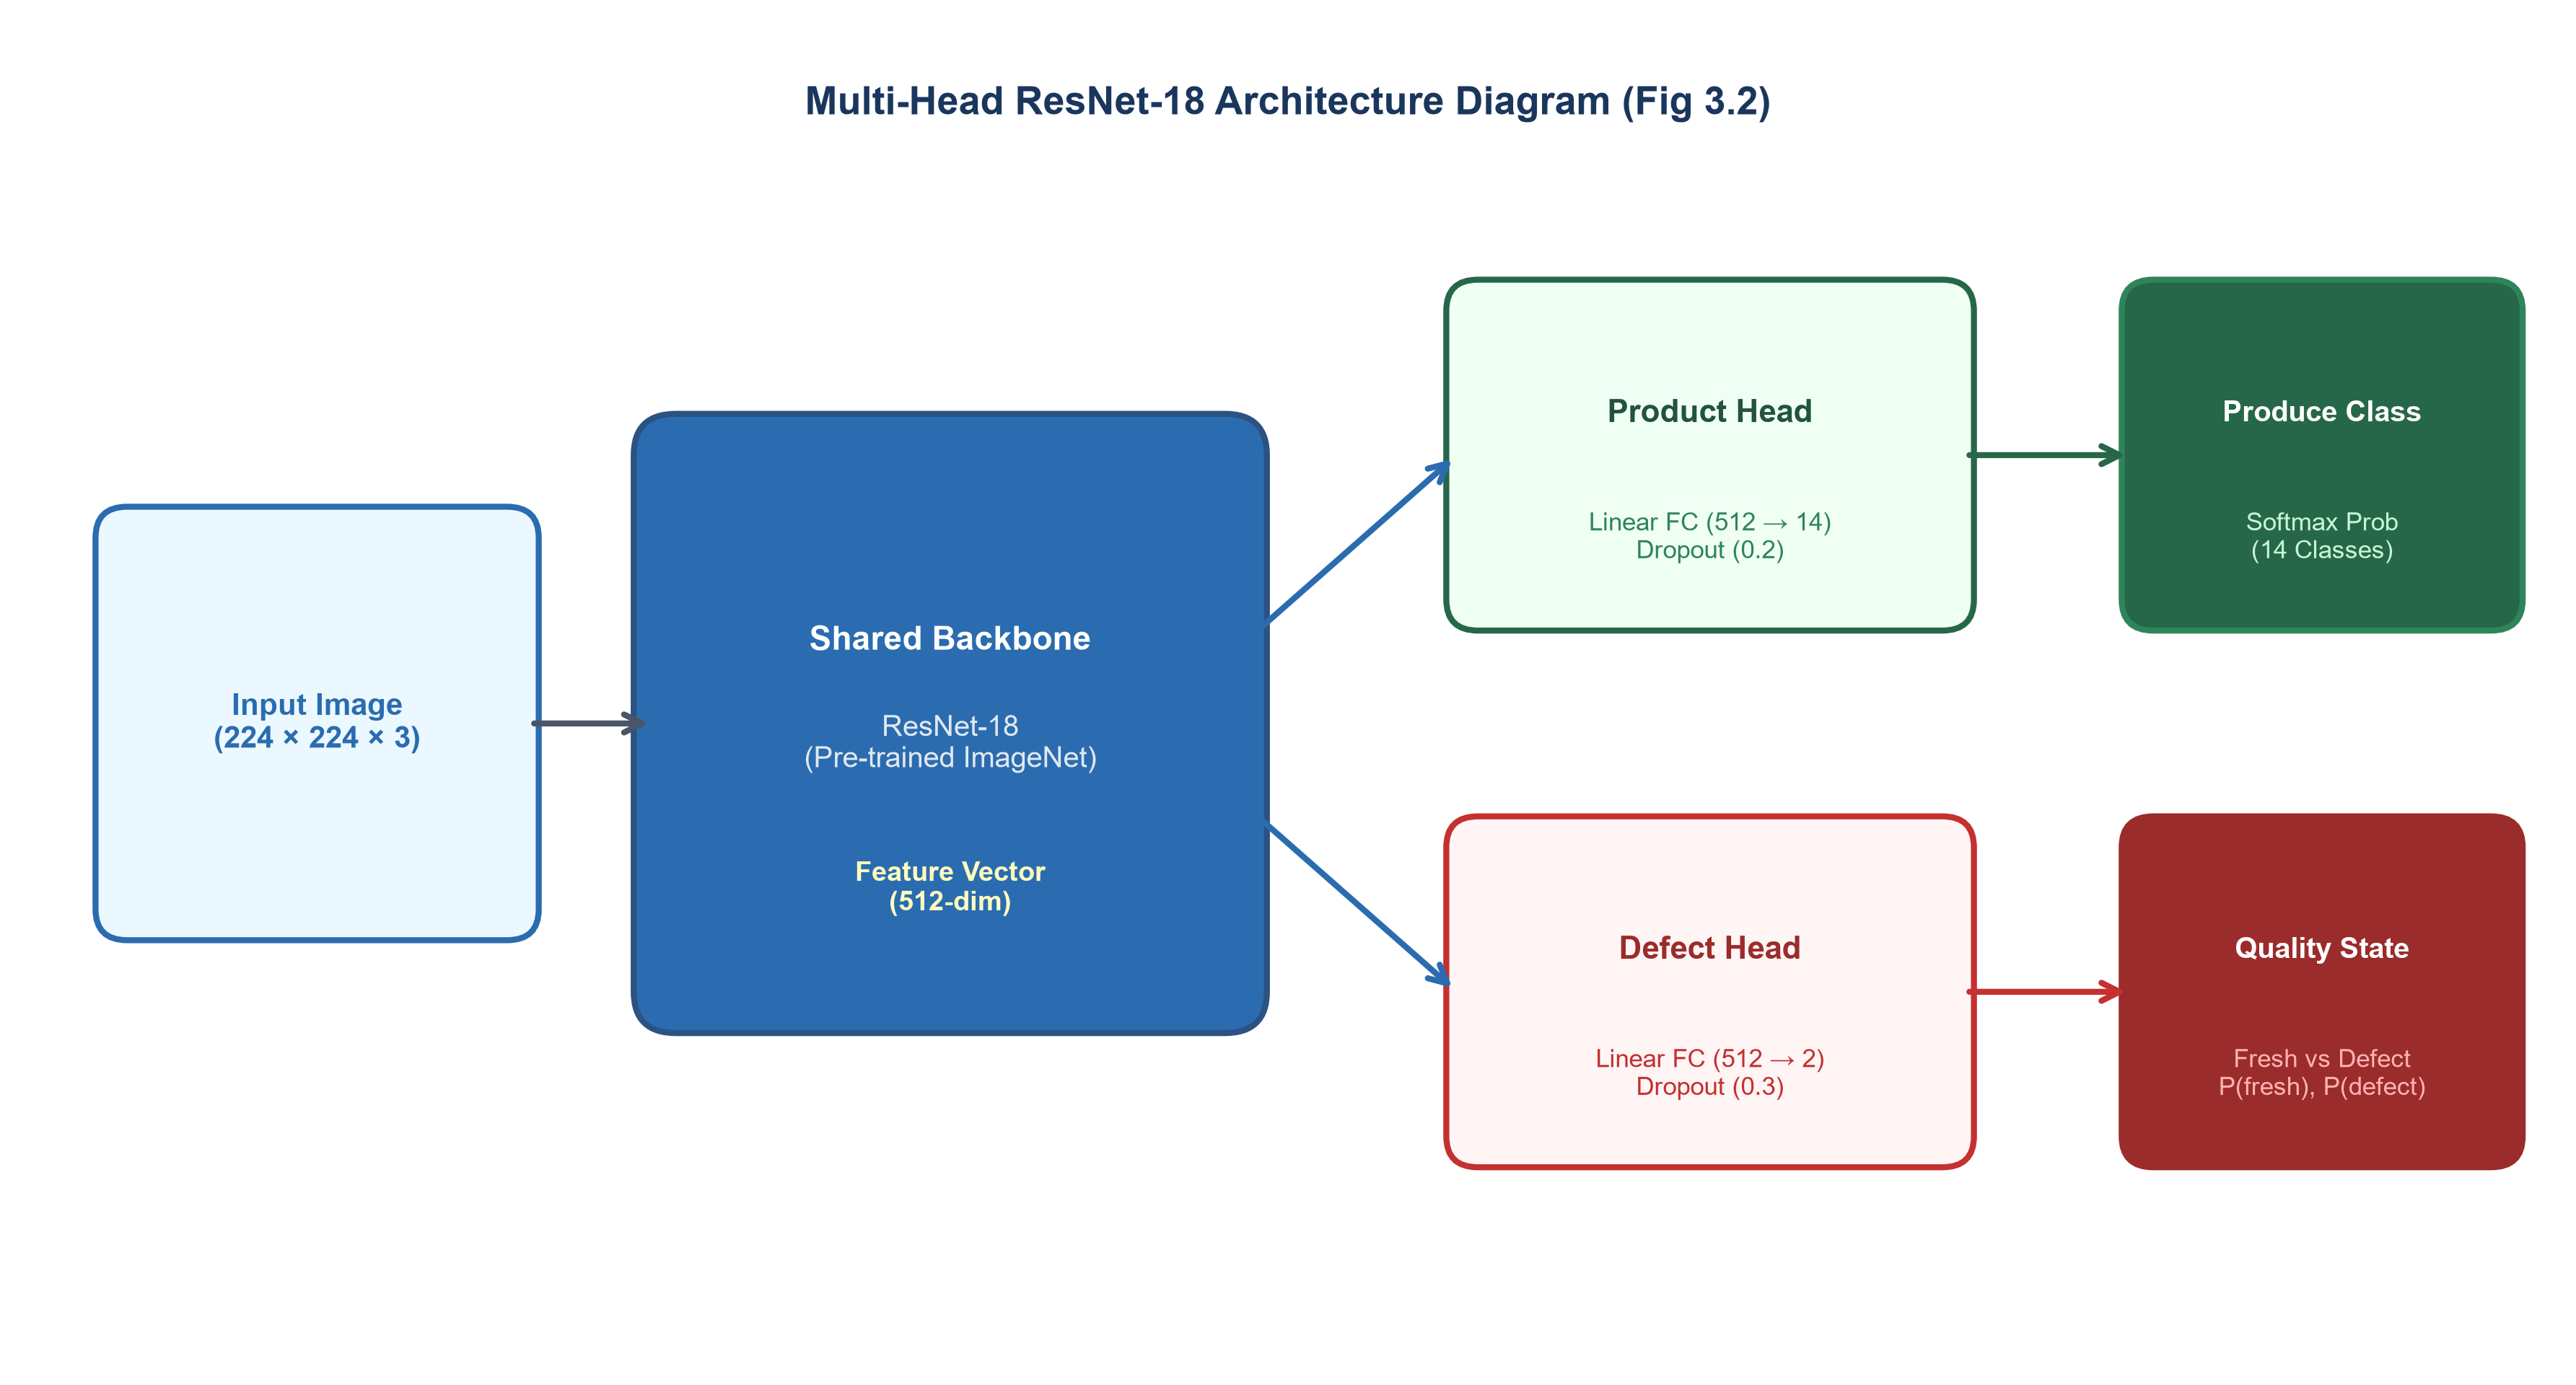 Multi-Head ResNet-18 Architecture Diagram (Fig 3.2)
Input Image
(224 × 224 × 3)
Shared Backbone
ResNet-18
(Pre-trained ImageNet)
Feature Vector
(512-dim)
Product Head
Linear FC (512 → 14)
Dropout (0.2)
Produce Class
Softmax Prob
(14 Classes)
Defect Head
Linear FC (512 → 2)
Dropout (0.3)
Quality State
Fresh vs Defect
P(fresh), P(defect)